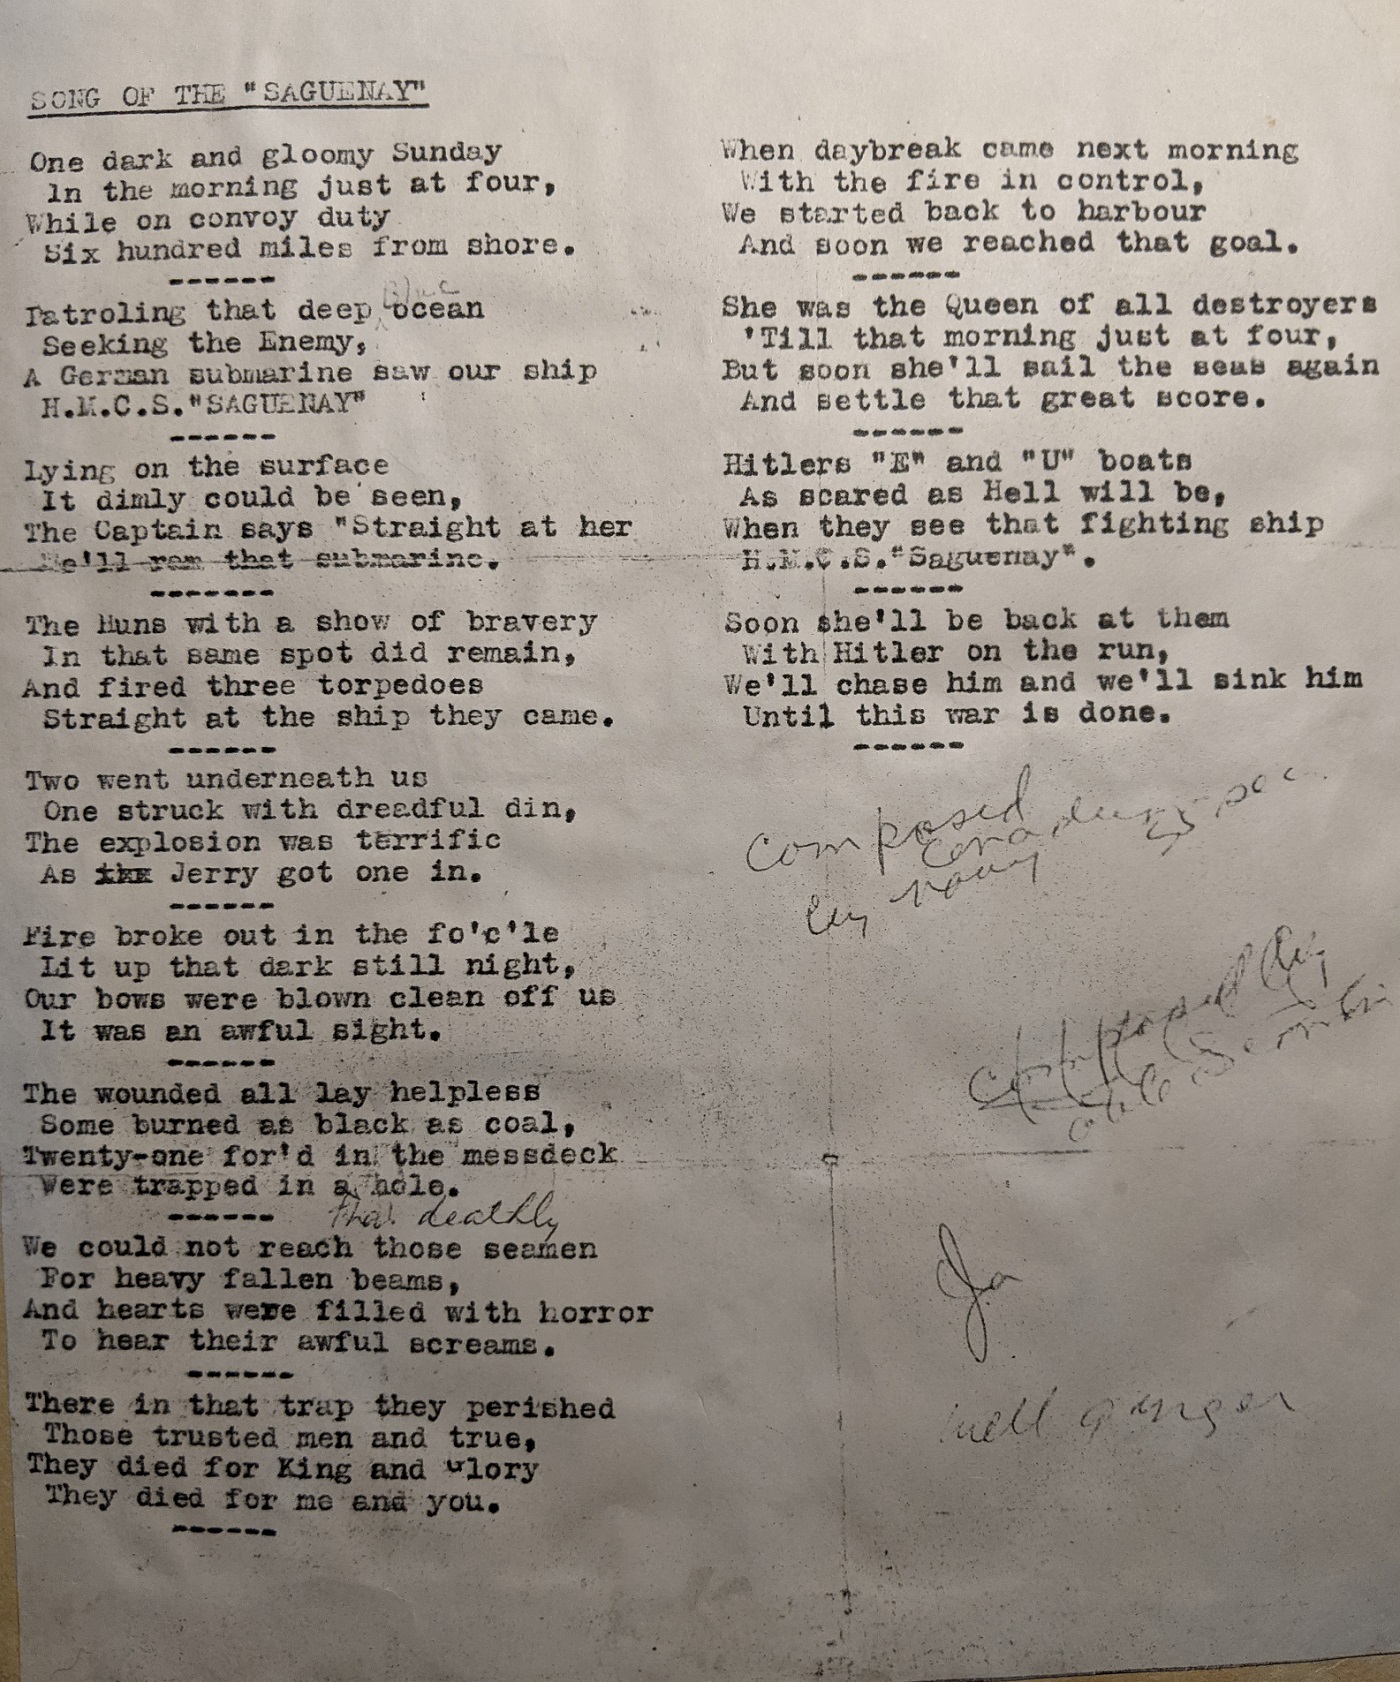 SONG OF THE "SAGUENAY"
One dark and gloomy Sunday
In the morning just at four,
While on convoy duty
Six hundred miles from shore.
------
Blue
Patroling that deep ocean
Seeking the Enemy,
A German submarine saw our ship
H.M.C.S."SAGUENAY"
------
Lying on the surface
It dimly could be seen,
The Captain says "Straight at her
We'll ram that submarine.
-------
The Huns with a show of bravery
In that same spot did remain,
And fired three torpedoes
Straight at the ship they came.
------
Two went underneath us
One struck with dreadful din,
The explosion was terrific
As Jerry got one in.
------
Fire broke out in the fo'c'le
Lit up that dark still night,
Our bows were blown clean off us
It was an awful sight.
------
The wounded all lay helpless
Some burned as black as coal,
Twenty-one for'd in the messdeck
Were trapped in a hole.
------ that deathly
We could not reach those seamen
For heavy fallen beams,
And hearts were filled with horror
To hear their awful screams.
------
There in that trap they perished
Those trusted men and true,
They died for King and Glory
They died for me and you.
------
When daybreak came next morning
With the fire in control,
We started back to harbour
And soon we reached that goal.
------
She was the Queen of all destroyers
'Till that morning just at four,
But soon she'll sail the seas again
And settle that great score.
------
Hitlers "E" and "U" boats
As scared as Hell will be,
When they see that fighting ship
H.M.C.S."Saguenay".
------
Soon she'll be back at them
With Hitler on the run,
We'll chase him and we'll sink him
Until this war is done.
------
composed
by navy
composed by
Ja
well ginger